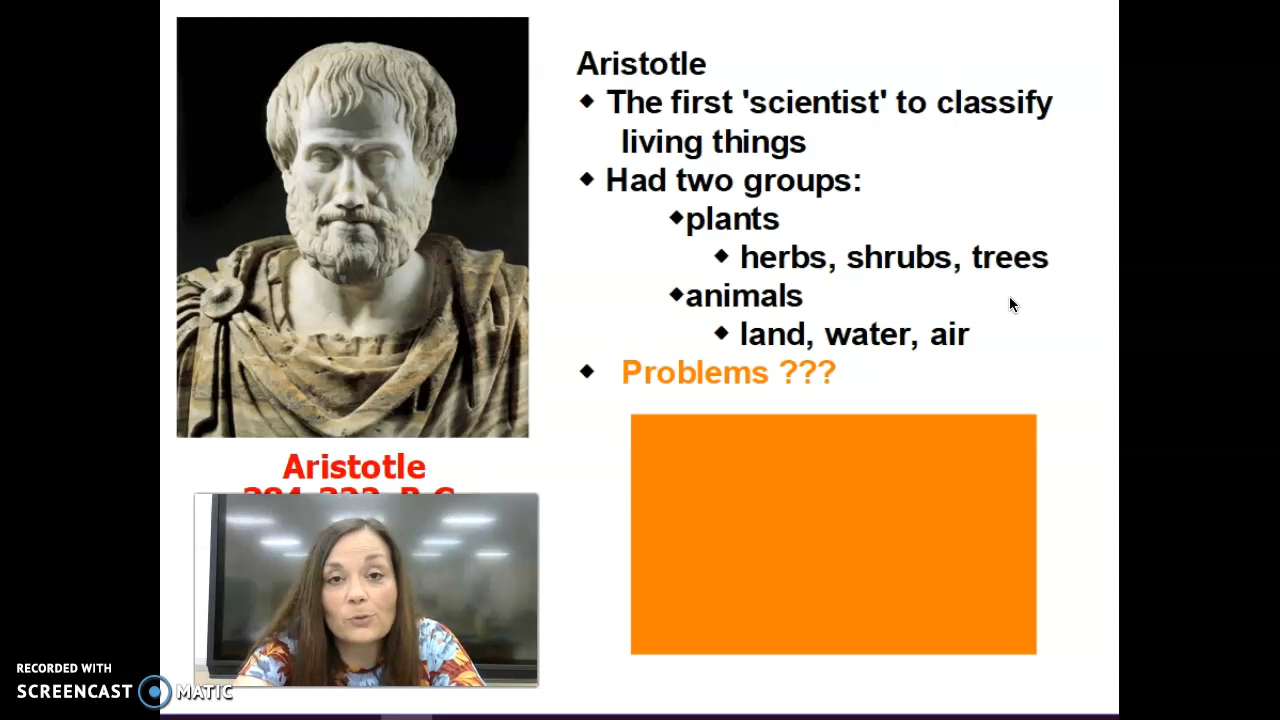 Aristotle
◆ The first 'scientist' to classify
living things
◆ Had two groups:
◆plants
◆ herbs, shrubs, trees
◆animals
◆ land, water, air
◆ Problems ???
Aristotle
RECORDED WITH
SCREENCAST MATIC